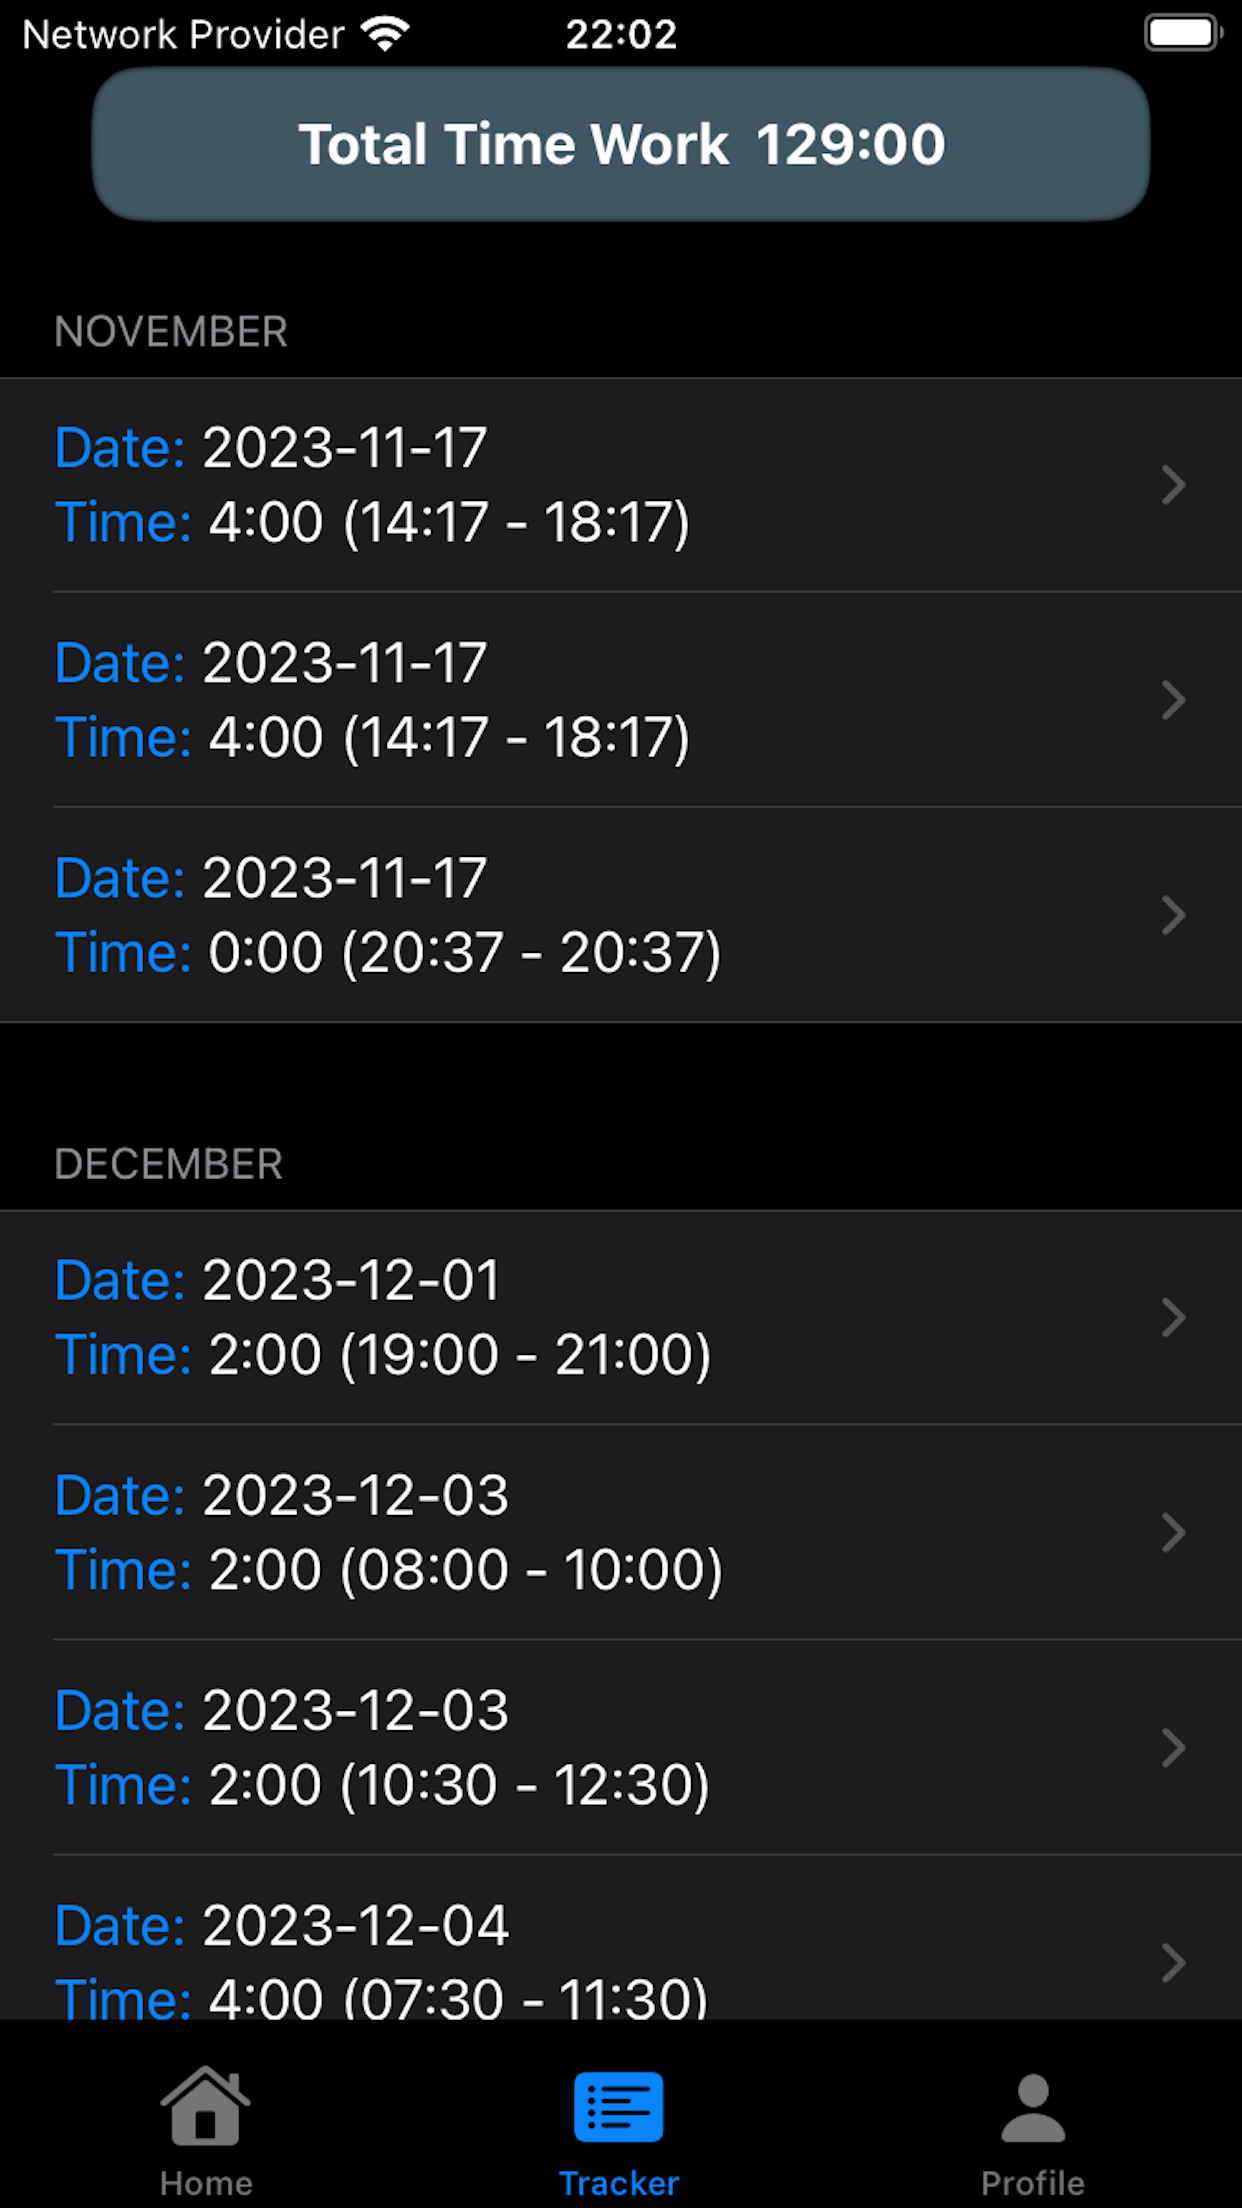 Network Provider 22:02
Total Time Work 129:00
NOVEMBER
Date: 2023-11-17
Time: 4:00 (14:17 - 18:17)
Date: 2023-11-17
Time: 4:00 (14:17 - 18:17)
Date: 2023-11-17
Time: 0:00 (20:37 - 20:37)
DECEMBER
Date: 2023-12-01
Time: 2:00 (19:00 - 21:00)
Date: 2023-12-03
Time: 2:00 (08:00 - 10:00)
Date: 2023-12-03
Time: 2:00 (10:30 - 12:30)
Date: 2023-12-04
Time: 4:00 (07:30 - 11:30)
Home Tracker Profile